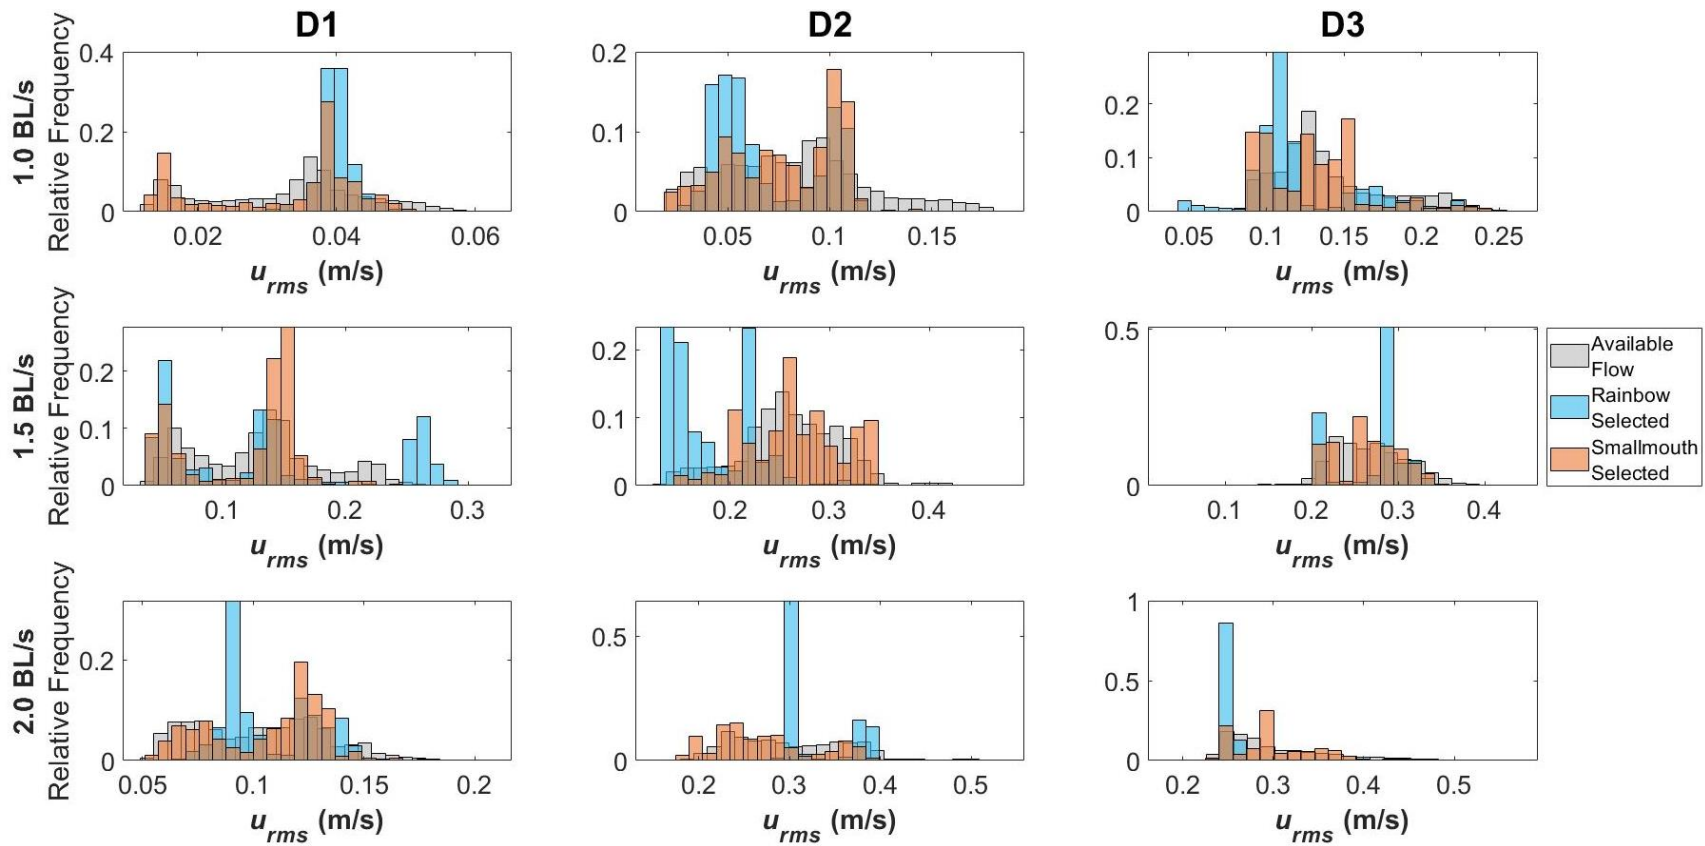 D1 D2 D3
1.0 BL/s
Relative Frequency
0.4
0.2
0
0.02 0.04 0.06
u_rms (m/s)
0.2
0.1
0
0.05 0.1 0.15
u_rms (m/s)
0.2
0.1
0
0.05 0.1 0.15 0.2 0.25
u_rms (m/s)
1.5 BL/s
Relative Frequency
0.2
0.1
0
0.1 0.2 0.3
u_rms (m/s)
0.2
0.1
0
0.2 0.3 0.4
u_rms (m/s)
0.5
0
0.1 0.2 0.3 0.4
u_rms (m/s)
Available
Flow
Rainbow
Selected
Smallmouth
Selected
2.0 BL/s
Relative Frequency
0.2
0
0.05 0.1 0.15 0.2
u_rms (m/s)
0.5
0
0.2 0.3 0.4 0.5
u_rms (m/s)
1
0.5
0
0.2 0.3 0.4 0.5
u_rms (m/s)